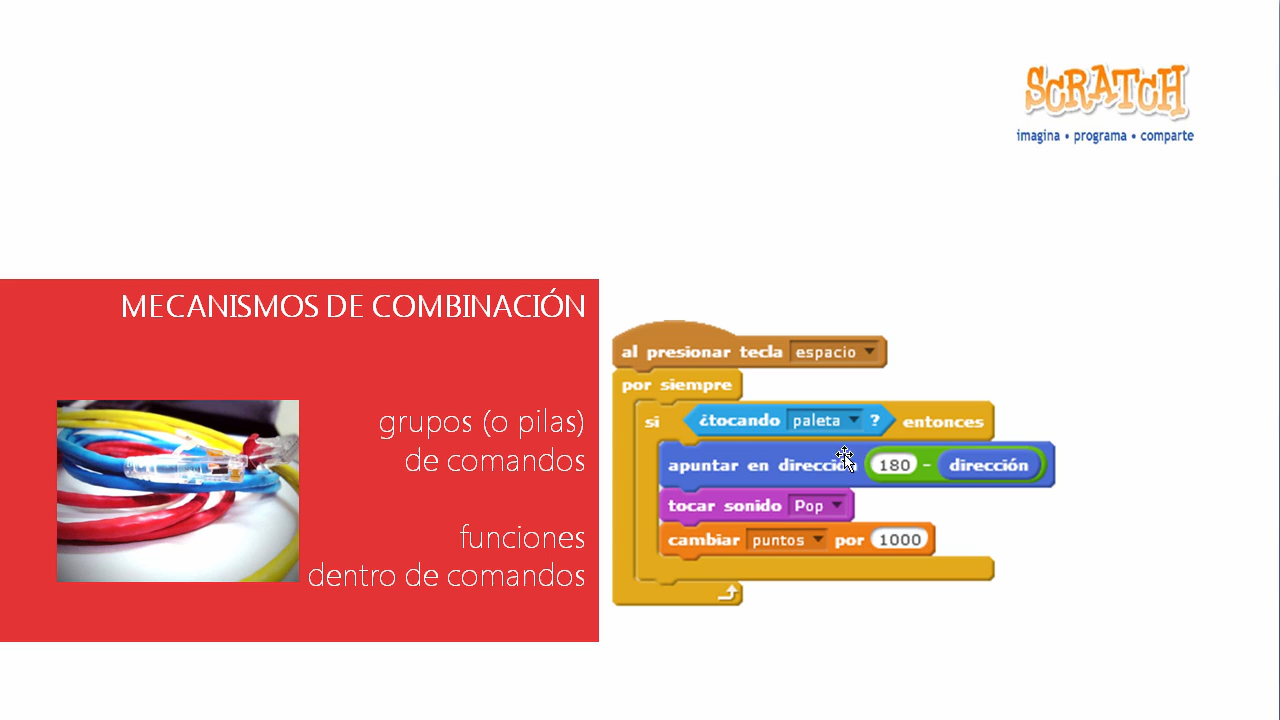 SCRATCH
imagina • programa • comparte
MECANISMOS DE COMBINACIÓN
grupos (o pilas)
de comandos
funciones
dentro de comandos
al presionar tecla espacio
por siempre
si ¿tocando paleta ? entonces
apuntar en dirección 180 - dirección
tocar sonido Pop
cambiar puntos por 1000